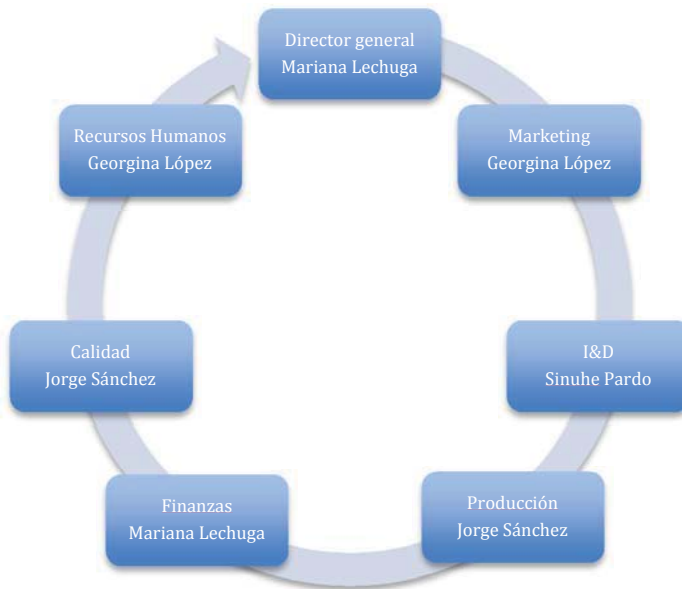 Director general
Mariana Lechuga
Marketing
Georgina López
I&D
Sinuhe Pardo
Producción
Jorge Sánchez
Finanzas
Mariana Lechuga
Calidad
Jorge Sánchez
Recursos Humanos
Georgina López